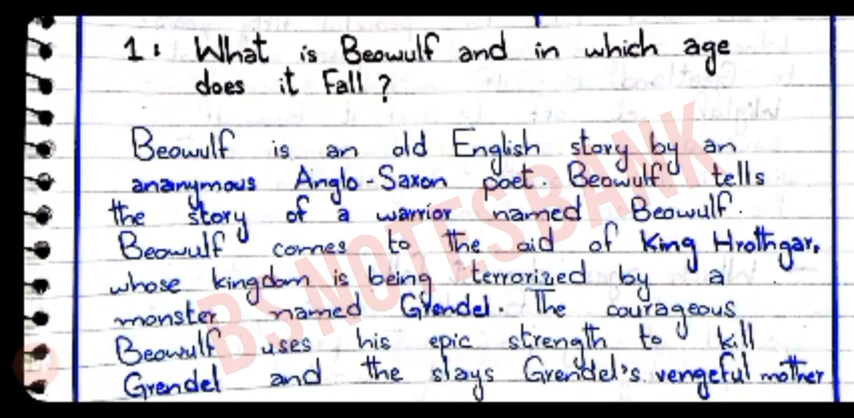 1: What is Beowulf and in which age
does it Fall?
Beowulf is an old English story by an
ananymous Anglo-Saxon poet. Beowulf tells
the story of a warrior named Beowulf.
Beowulf comes to the aid of King Hrothgar,
whose kingdom is being terrorized by a
monster named Grendel. The courageous
Beowulf uses his epic strength to kill
Grendel and the slays Grendel's vengeful mother
BSNOTESBANK